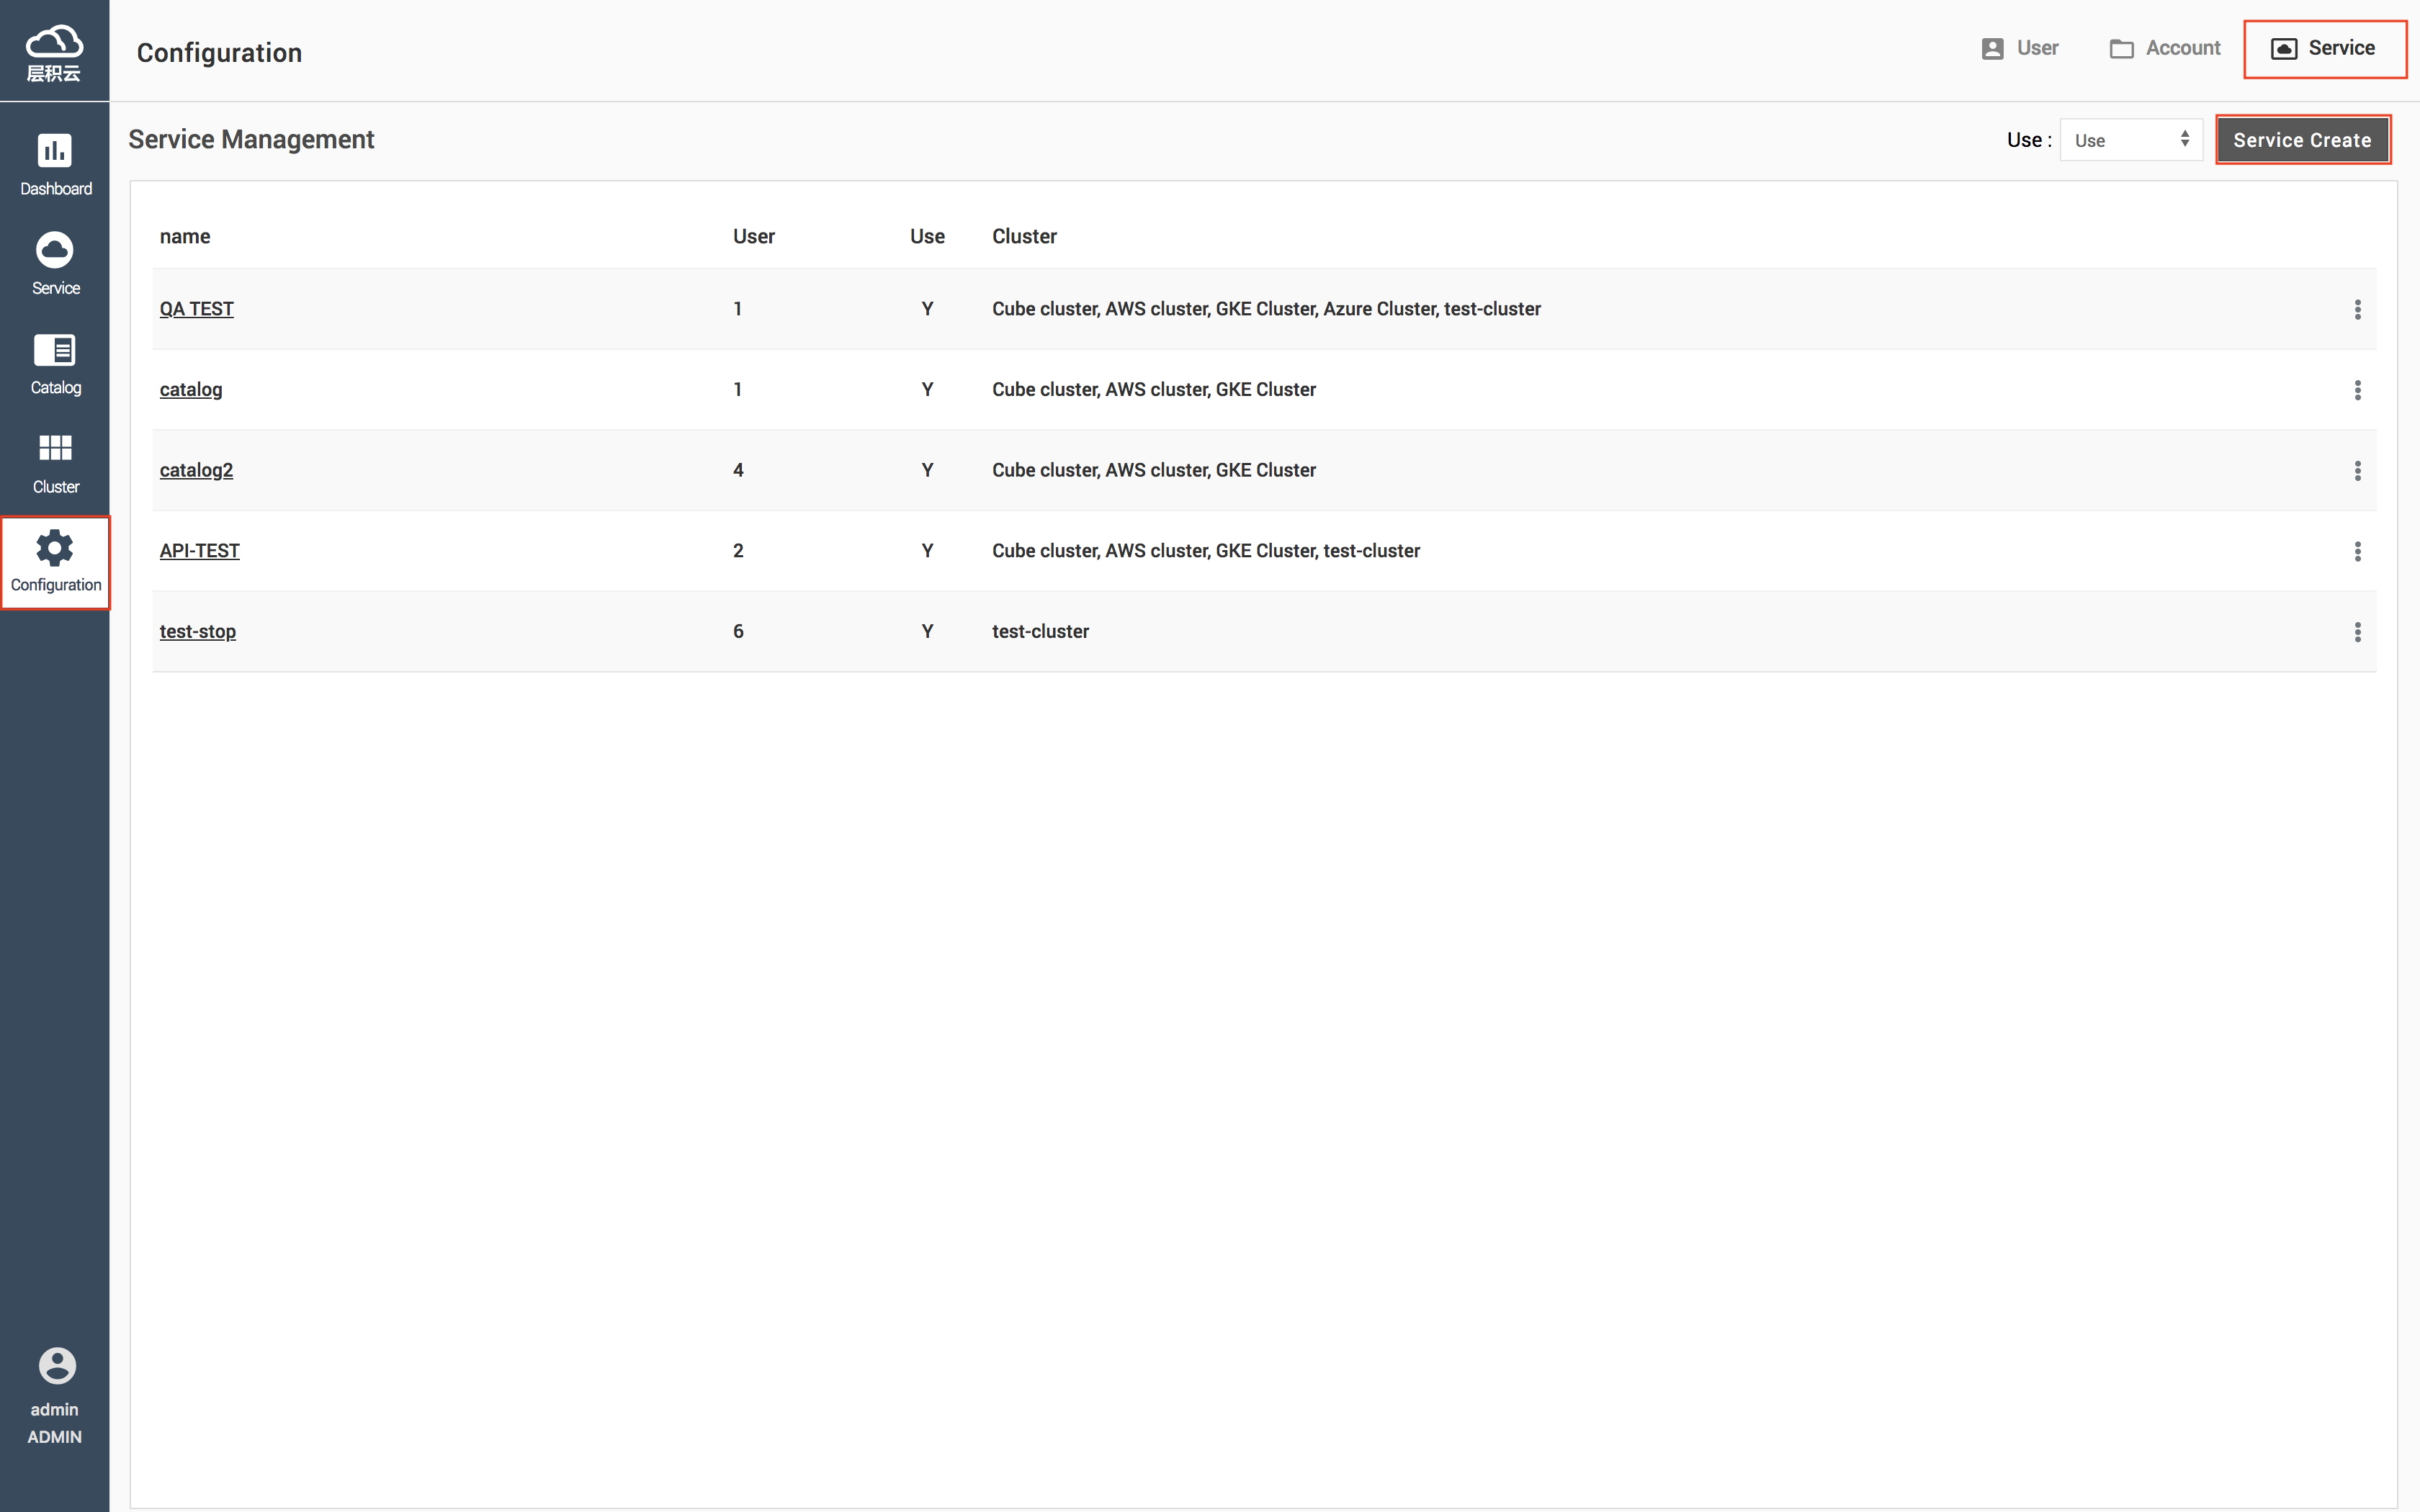 层积云
Configuration
User
Account
Service
Dashboard
Service
Catalog
Cluster
Configuration
admin
ADMIN
Service Management
Use :
Use
Service Create
name User Use Cluster
QA TEST 1 Y Cube cluster, AWS cluster, GKE Cluster, Azure Cluster, test-cluster
catalog 1 Y Cube cluster, AWS cluster, GKE Cluster
catalog2 4 Y Cube cluster, AWS cluster, GKE Cluster
API-TEST 2 Y Cube cluster, AWS cluster, GKE Cluster, test-cluster
test-stop 6 Y test-cluster